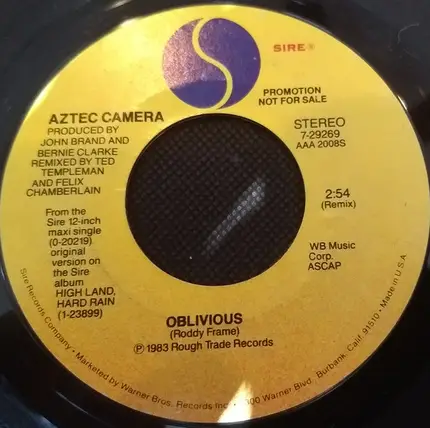 SIRE®
PROMOTION
NOT FOR SALE
AZTEC CAMERA
PRODUCED BY
JOHN BRAND AND
BERNIE CLARKE
REMIXED BY TED
TEMPLEMAN
AND FELIX
CHAMBERLAIN
STEREO
7-29269
AAA 2008S
From the
Sire 12-inch
maxi single
(0-20219)
original
version on
the Sire
album
HIGH LAND,
HARD RAIN
(1-23899)
2:54
(Remix)
WB Music
Corp.
ASCAP
OBLIVIOUS
(Roddy Frame)
℗ 1983 Rough Trade Records
Sire Records Company • Marketed by Warner Bros. Records Inc. • 3300 Warner Blvd., Burbank, Calif. 91510 • Made in U.S.A.